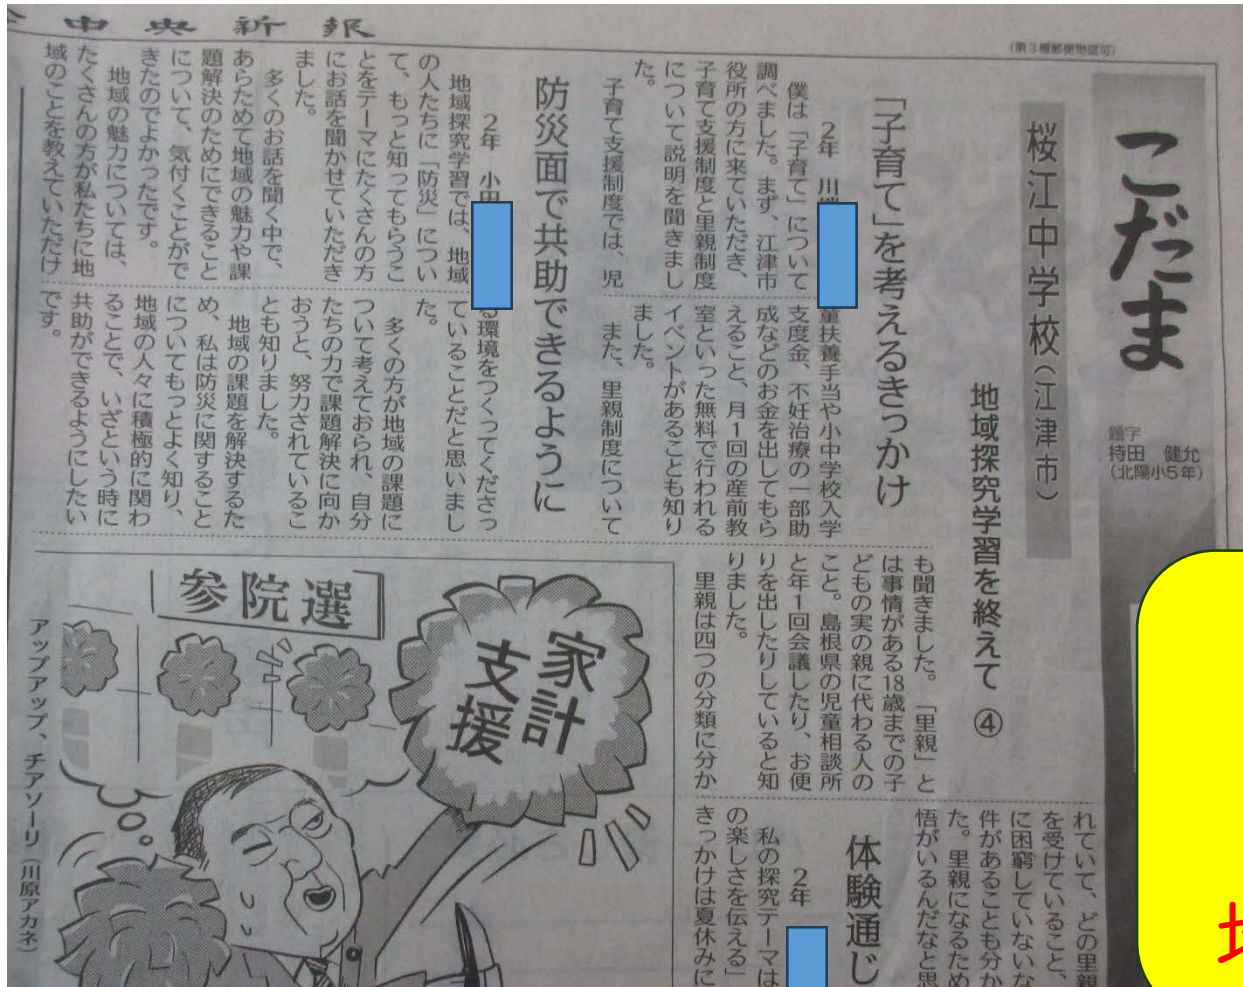 中央新報
(第3種郵便物認可)
こだま
題字
持田 健允
(北陽小5年)
桜江中学校(江津市)
地域探究学習を終えて ④
「子育て」を考えるきっかけ
2年 川
僕は「子育て」について
調べました。まず、江津市
役所の方に来ていただき、
子育て支援制度と里親制度
について説明を聞きまし
た。
子育て支援制度では、児
童扶養手当や小中学校入学
支度金、不妊治療の一部助
成などのお金を出してもら
えること、月1回の産前教
室といった無料で行われる
イベントがあることも知り
ました。
また、里親制度について
も聞きました。「里親」と
は事情がある18歳までの子
どもの実の親に代わる人の
こと。島根県の児童相談所
と年1回会議したり、お便
りを出したりしていると知
りました。
里親は四つの分類に分か
れていて、どの里親
を受けていること、
に困窮していないな
件があることも分か
た。里親になるため
悟がいるんだなと思
防災面で共助できるように
2年 小田
地域探究学習では、地域
の人たちに「防災」につい
て、もっと知ってもらうこ
とをテーマにたくさんの方
にお話を聞かせていただき
ました。
多くのお話を聞く中で、
あらためて地域の魅力や課
題解決のためにできること
について、気付くことがで
きたのでよかったです。
地域の魅力については、
たくさんの方が私たちに地
域のことを教えていただけ
る環境をつくってくださっ
ていることだと思いまし
た。
多くの方が地域の課題に
ついて考えておられ、自分
たちの力で課題解決に向か
おうと、努力されているこ
とも知りました。
地域の課題を解決するた
め、私は防災に関すること
についてもっとよく知り、
地域の人々に積極的に関わ
ることで、いざという時に
共助ができるようにしたい
です。
体験通じ
2年
私の探究テーマは
の楽しさを伝える」
きっかけは夏休みに
参院選
家計
支援
アップアップ、チアソーリ (川原アカネ)